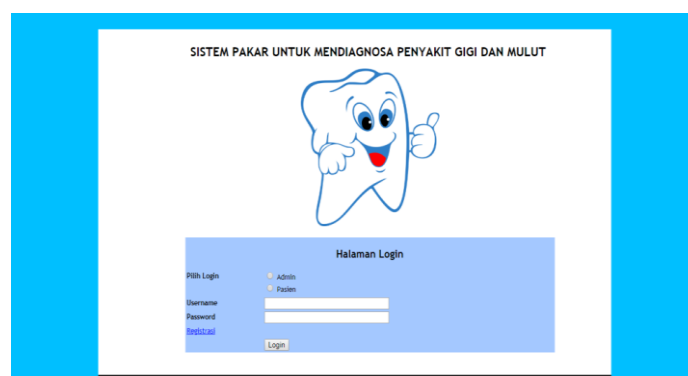 SISTEM PAKAR UNTUK MENDIAGNOSA PENYAKIT GIGI DAN MULUT
Halaman Login
Pilih Login
Admin
Pasien
Username
Password
Registrasi
Login